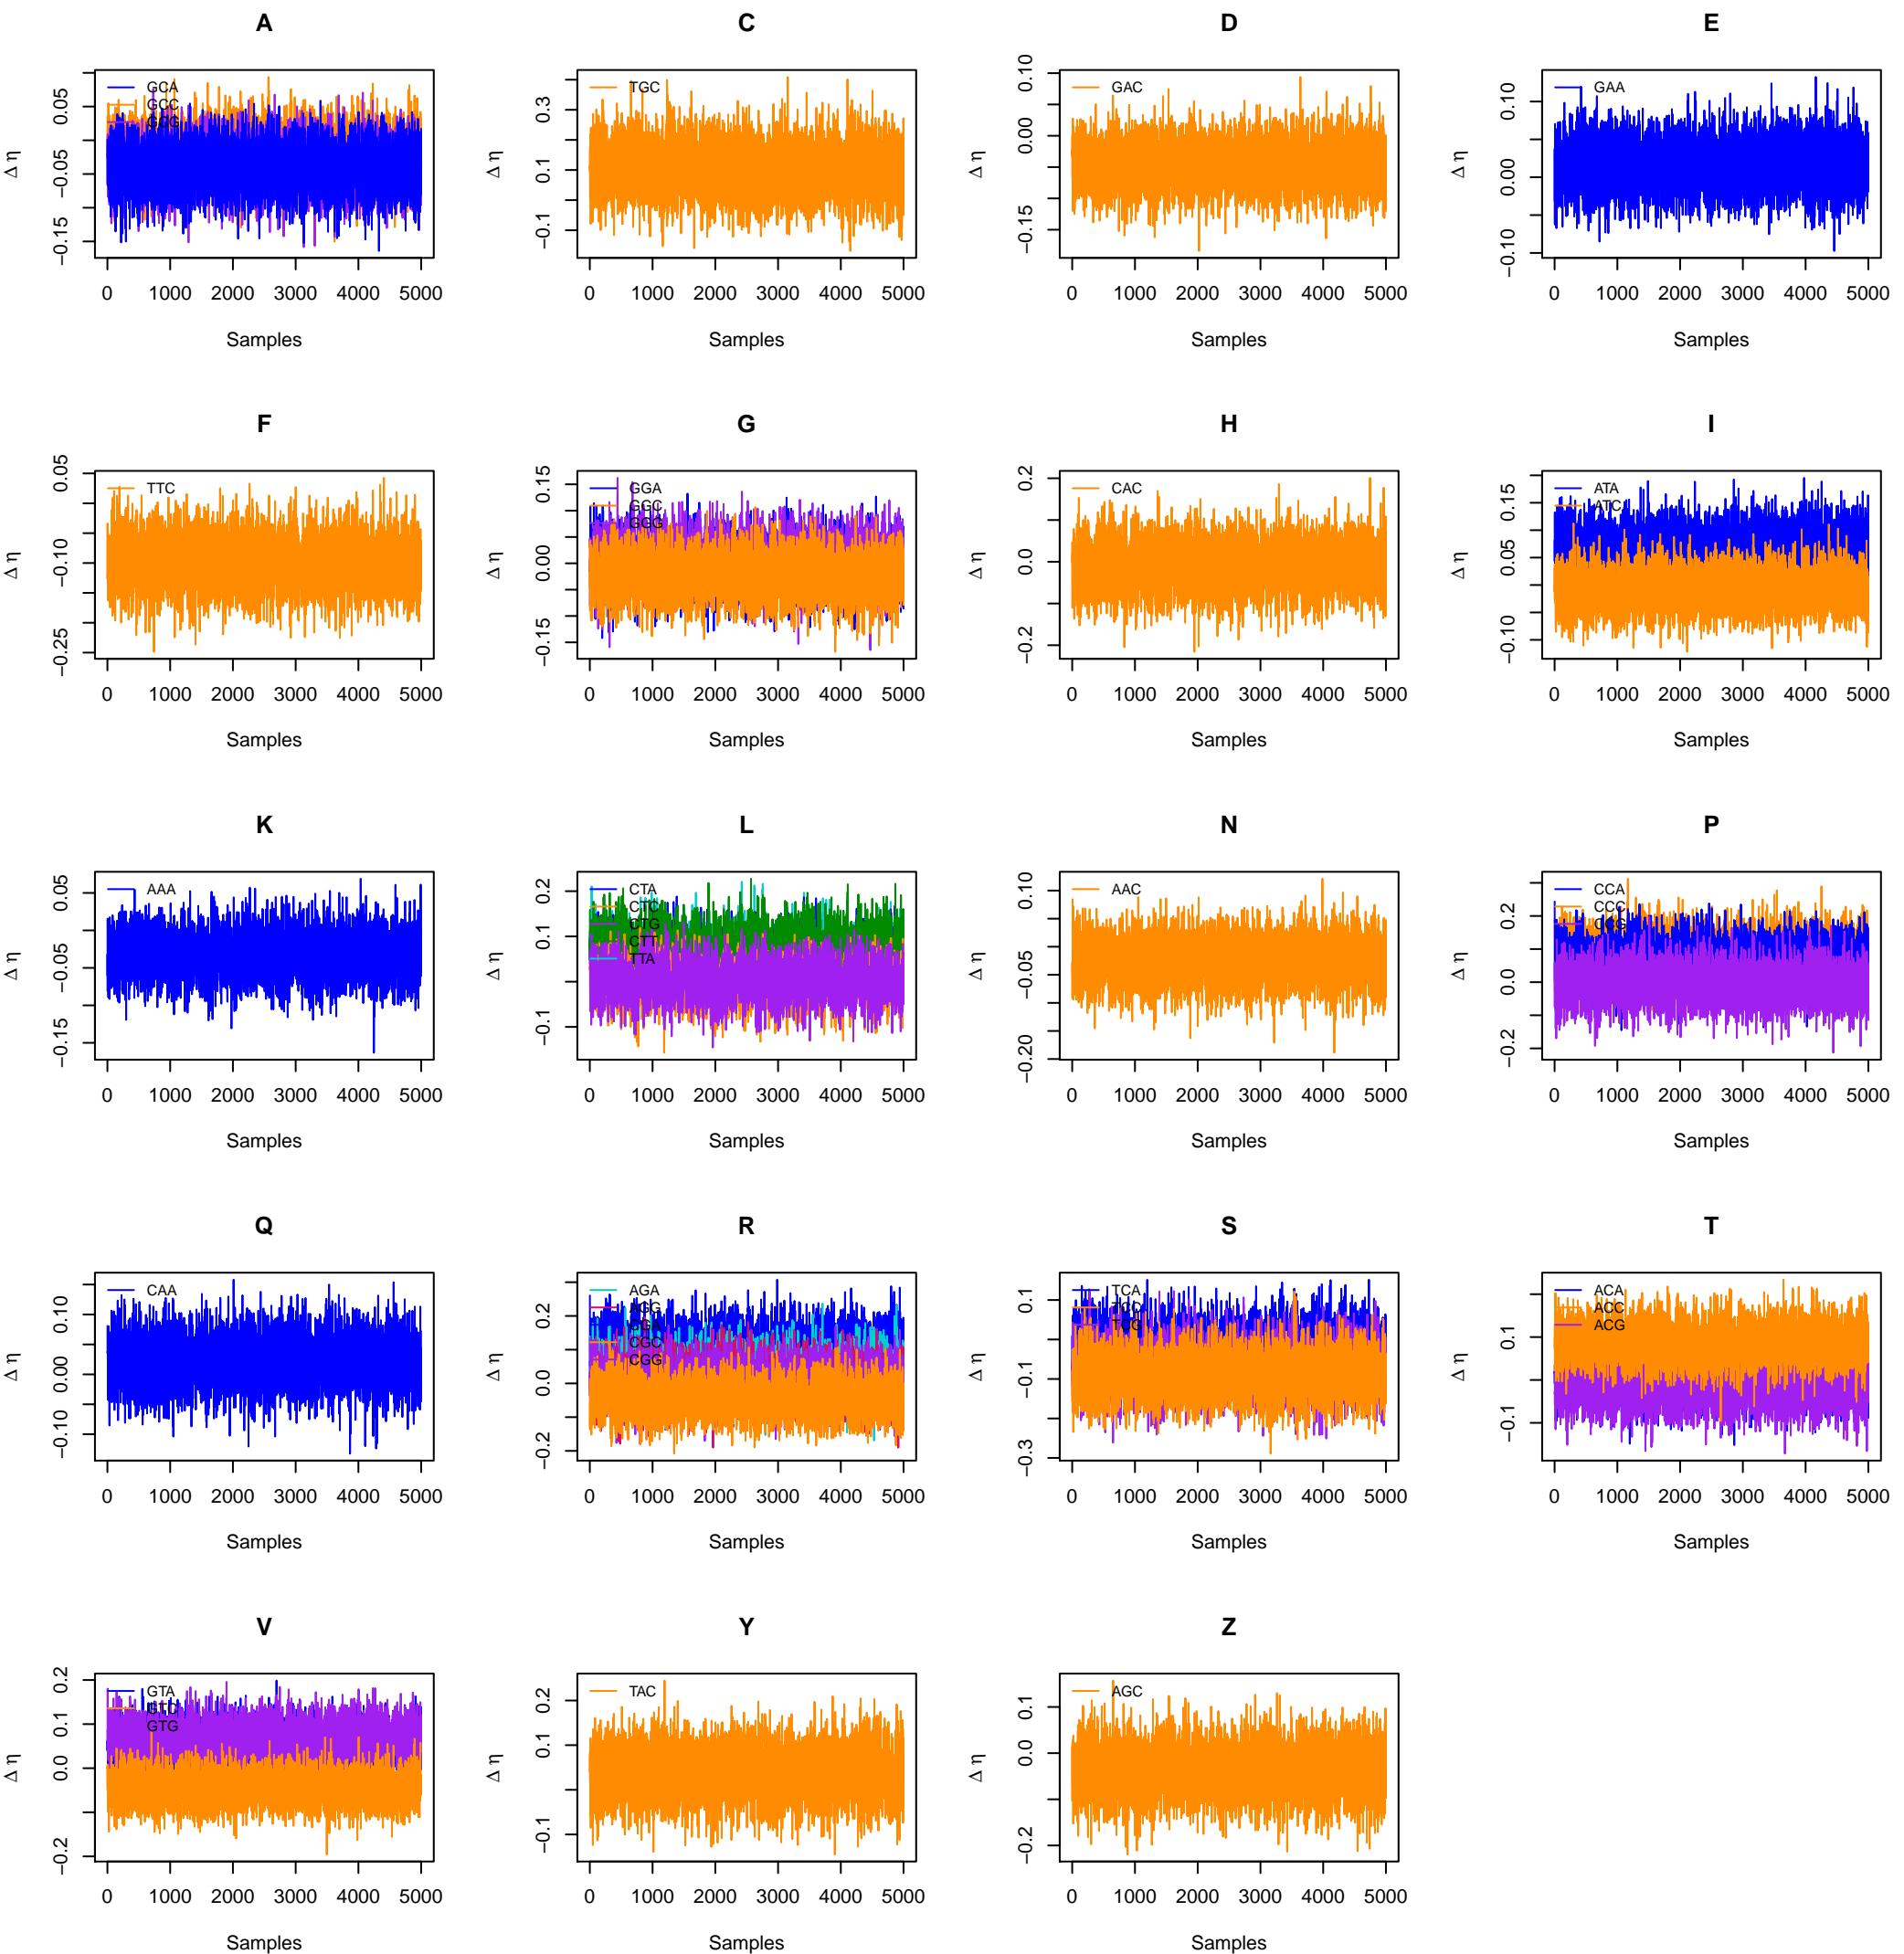 A
C
D
E
GCA
GCC
GCG
TGC
GAC
GAA
Δ η
−0.15 −0.05 0.05
Δ η
−0.1 0.1 0.3
Δ η
−0.15 0.00 0.10
Δ η
−0.10 0.00 0.10
0 1000 2000 3000 4000 5000
0 1000 2000 3000 4000 5000
0 1000 2000 3000 4000 5000
0 1000 2000 3000 4000 5000
Samples
Samples
Samples
Samples
F
G
H
I
TTC
GGA
GGC
GGG
CAC
ATA
ATC
Δ η
−0.25 −0.10 0.05
Δ η
−0.15 0.00 0.15
Δ η
−0.2 0.0 0.2
Δ η
−0.10 0.05 0.15
0 1000 2000 3000 4000 5000
0 1000 2000 3000 4000 5000
0 1000 2000 3000 4000 5000
0 1000 2000 3000 4000 5000
Samples
Samples
Samples
Samples
K
L
N
P
AAA
CTA
CTC
CTG
CTT
TTA
AAC
CCA
CCC
CCG
Δ η
−0.15 −0.05 0.05
Δ η
−0.1 0.1 0.2
Δ η
−0.20 −0.05 0.10
Δ η
−0.2 0.0 0.2
0 1000 2000 3000 4000 5000
0 1000 2000 3000 4000 5000
0 1000 2000 3000 4000 5000
0 1000 2000 3000 4000 5000
Samples
Samples
Samples
Samples
Q
R
S
T
CAA
AGA
AGG
CGA
CGC
CGG
TCA
TCC
TCG
ACA
ACC
ACG
Δ η
−0.10 0.00 0.10
Δ η
−0.2 0.0 0.2
Δ η
−0.3 −0.1 0.1
Δ η
−0.1 0.1
0 1000 2000 3000 4000 5000
0 1000 2000 3000 4000 5000
0 1000 2000 3000 4000 5000
0 1000 2000 3000 4000 5000
Samples
Samples
Samples
Samples
V
Y
Z
GTA
GTC
GTG
TAC
AGC
Δ η
−0.2 0.0 0.1 0.2
Δ η
−0.1 0.1 0.2
Δ η
−0.2 0.0 0.1
0 1000 2000 3000 4000 5000
0 1000 2000 3000 4000 5000
0 1000 2000 3000 4000 5000
Samples
Samples
Samples